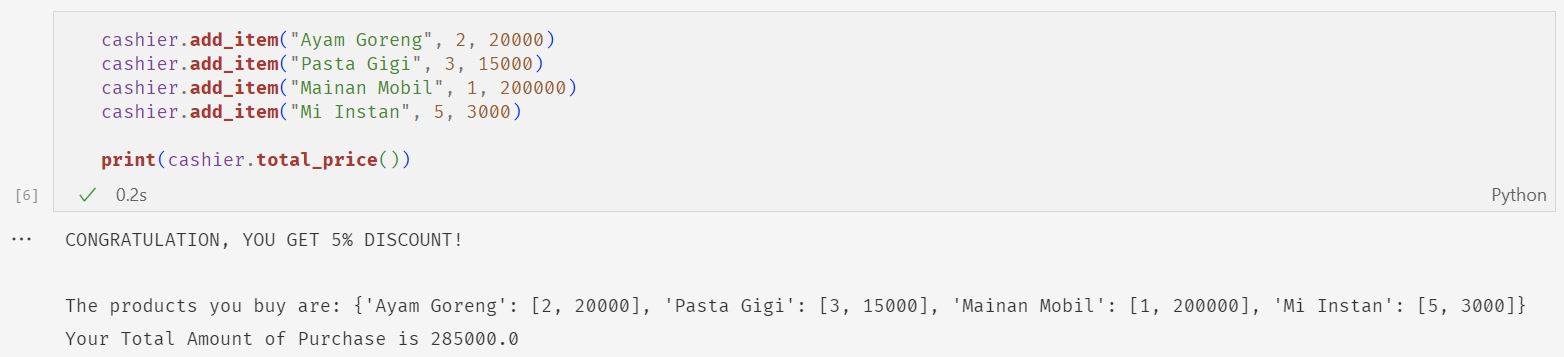 cashier.add_item("Ayam Goreng", 2, 20000)
cashier.add_item("Pasta Gigi", 3, 15000)
cashier.add_item("Mainan Mobil", 1, 200000)
cashier.add_item("Mi Instan", 5, 3000)
print(cashier.total_price())
[6] 0.2s Python
CONGRATULATION, YOU GET 5% DISCOUNT!
The products you buy are: {'Ayam Goreng': [2, 20000], 'Pasta Gigi': [3, 15000], 'Mainan Mobil': [1, 200000], 'Mi Instan': [5, 3000]}
Your Total Amount of Purchase is 285000.0